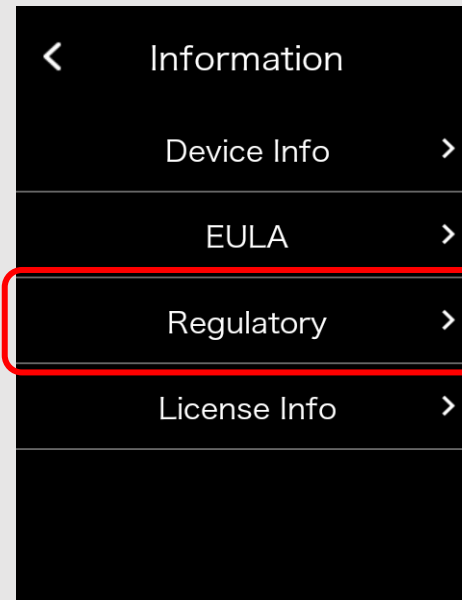 Information
Device Info
EULA
Regulatory
License Info